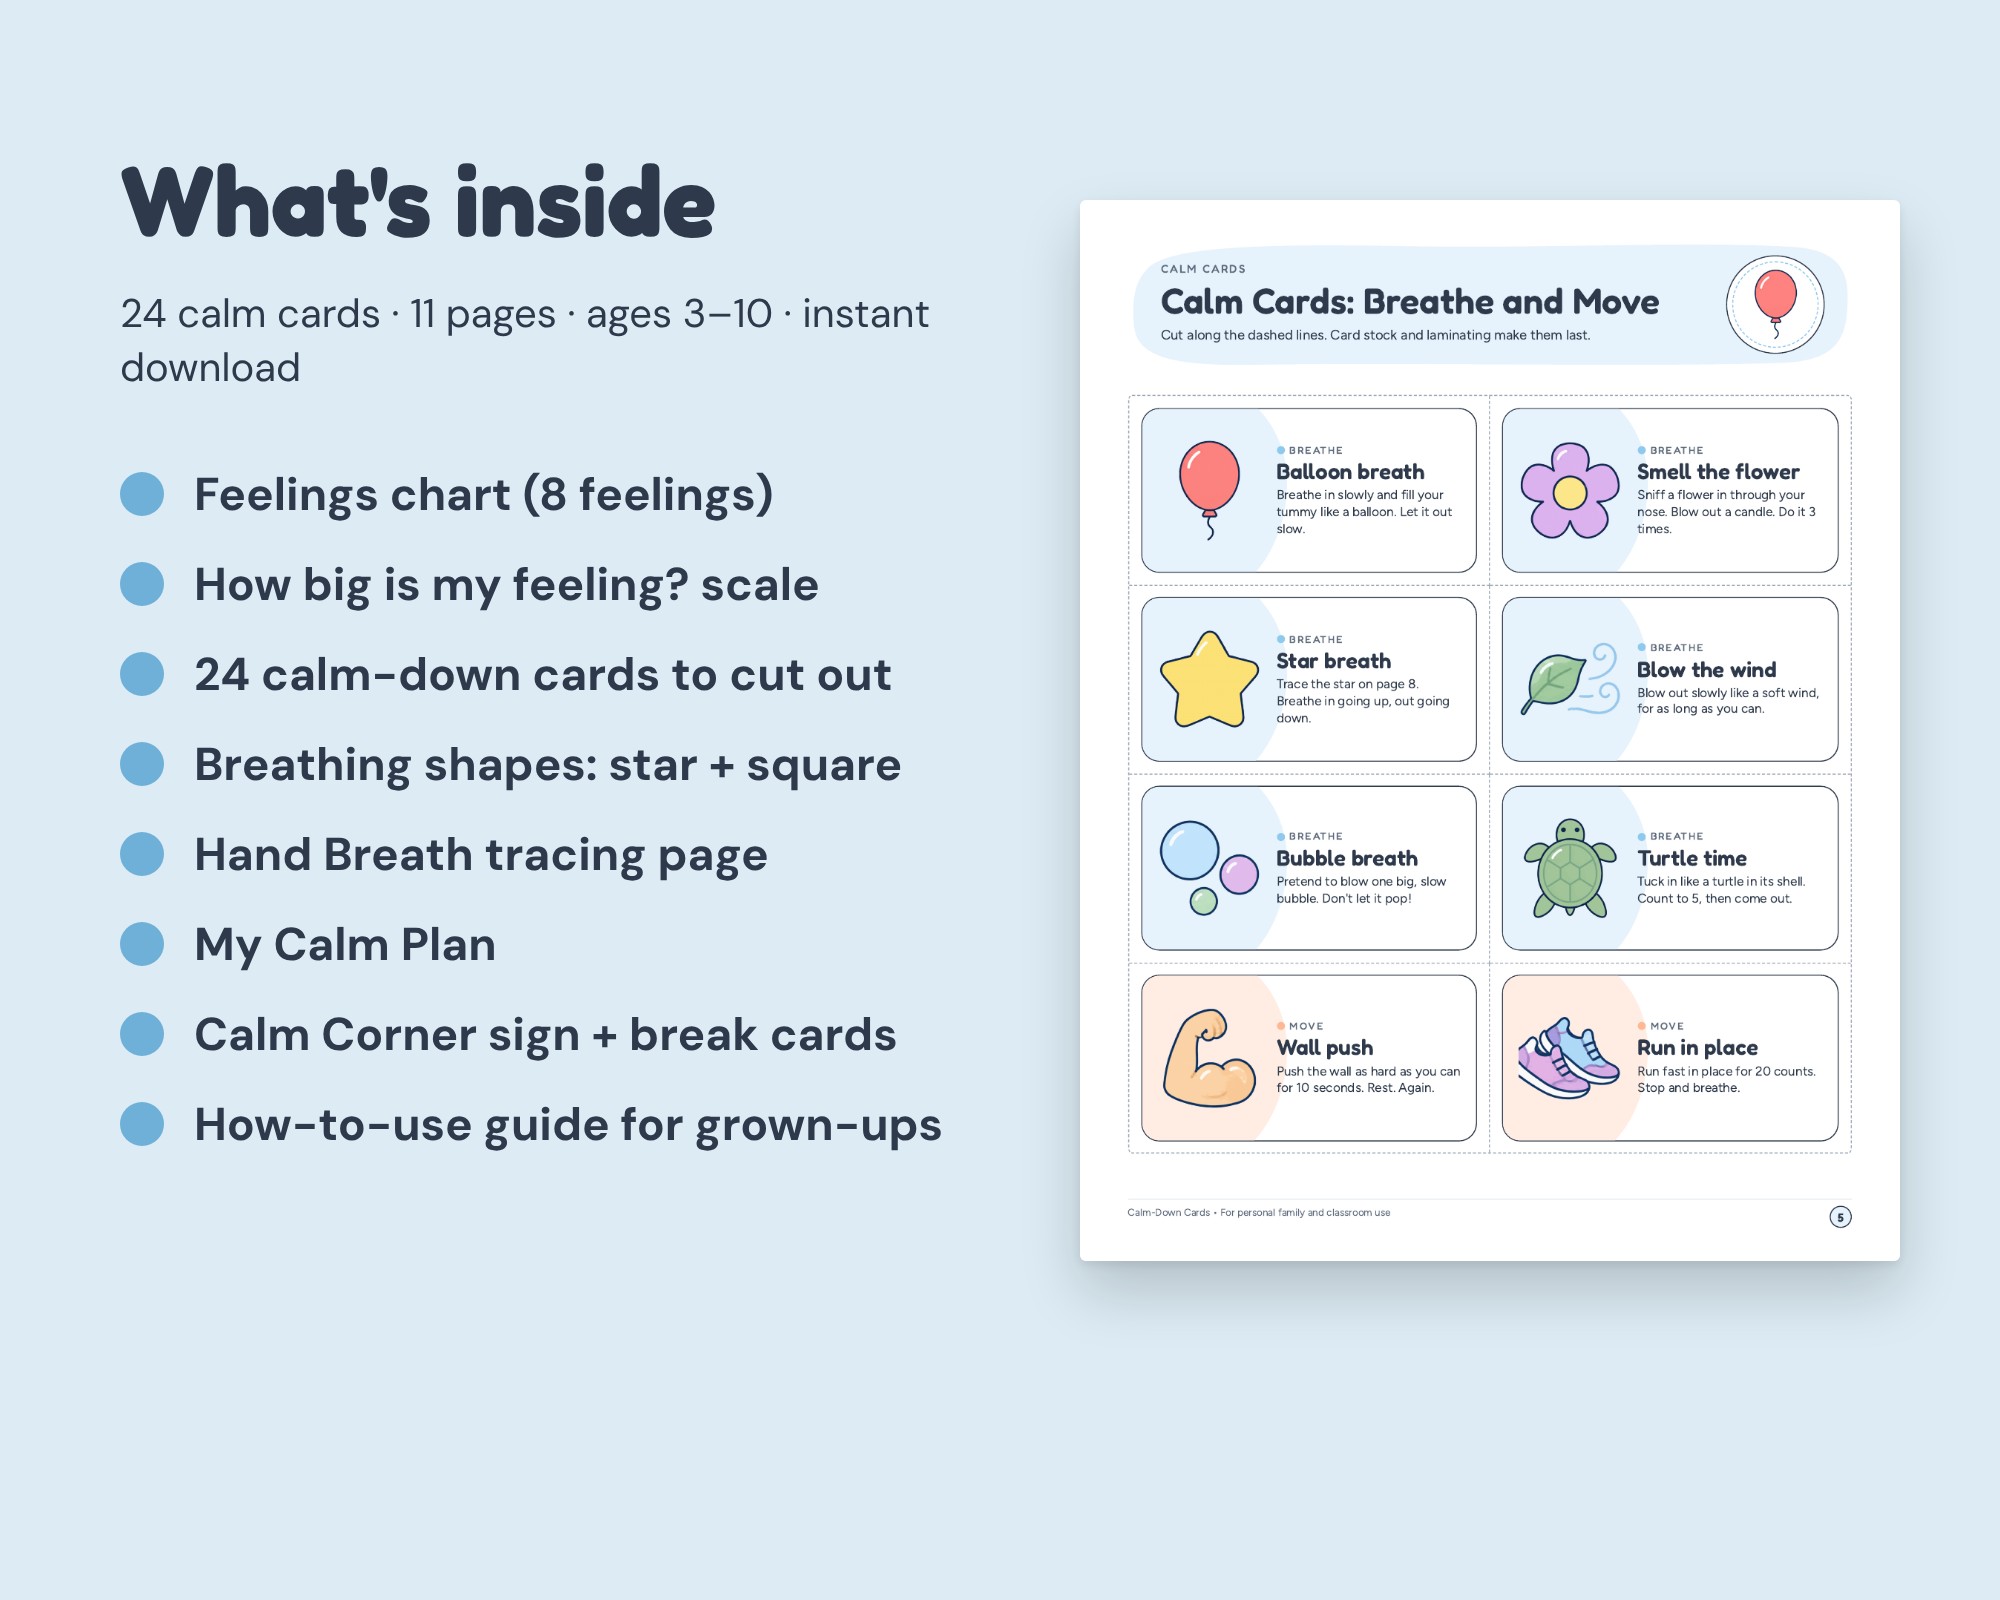 What's inside
24 calm cards · 11 pages · ages 3–10 · instant
download
Feelings chart (8 feelings)
How big is my feeling? scale
24 calm-down cards to cut out
Breathing shapes: star + square
Hand Breath tracing page
My Calm Plan
Calm Corner sign + break cards
How-to-use guide for grown-ups
CALM CARDS
Calm Cards: Breathe and Move
Cut along the dashed lines. Card stock and laminating make them last.
BREATHE
Balloon breath
Breathe in slowly and fill your
tummy like a balloon. Let it out
slow.
BREATHE
Smell the flower
Sniff a flower in through your
nose. Blow out a candle. Do it 3
times.
BREATHE
Star breath
Trace the star on page 8.
Breathe in going up, out going
down.
BREATHE
Blow the wind
Blow out slowly like a soft wind,
for as long as you can.
BREATHE
Bubble breath
Pretend to blow one big, slow
bubble. Don't let it pop!
BREATHE
Turtle time
Tuck in like a turtle in its shell.
Count to 5, then come out.
MOVE
Wall push
Push the wall as hard as you can
for 10 seconds. Rest. Again.
MOVE
Run in place
Run fast in place for 20 counts.
Stop and breathe.
Calm-Down Cards • For personal family and classroom use
5